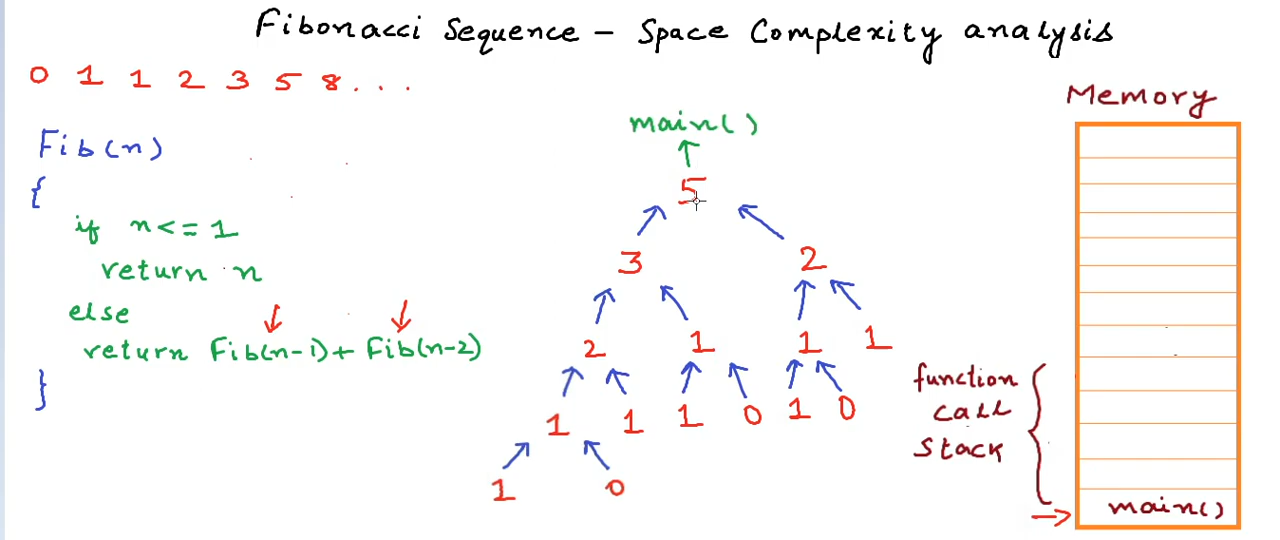 Fibonacci Sequence - Space Complexity analysis
0 1 1 2 3 5 8...
Fib(n)
{
if n<=1
return n
else
return Fib(n-1)+ Fib(n-2)
}
main()
5
3 2
2 1 1 1
1 1 1 0 1 0
1 0
Memory
function
call
stack
main()